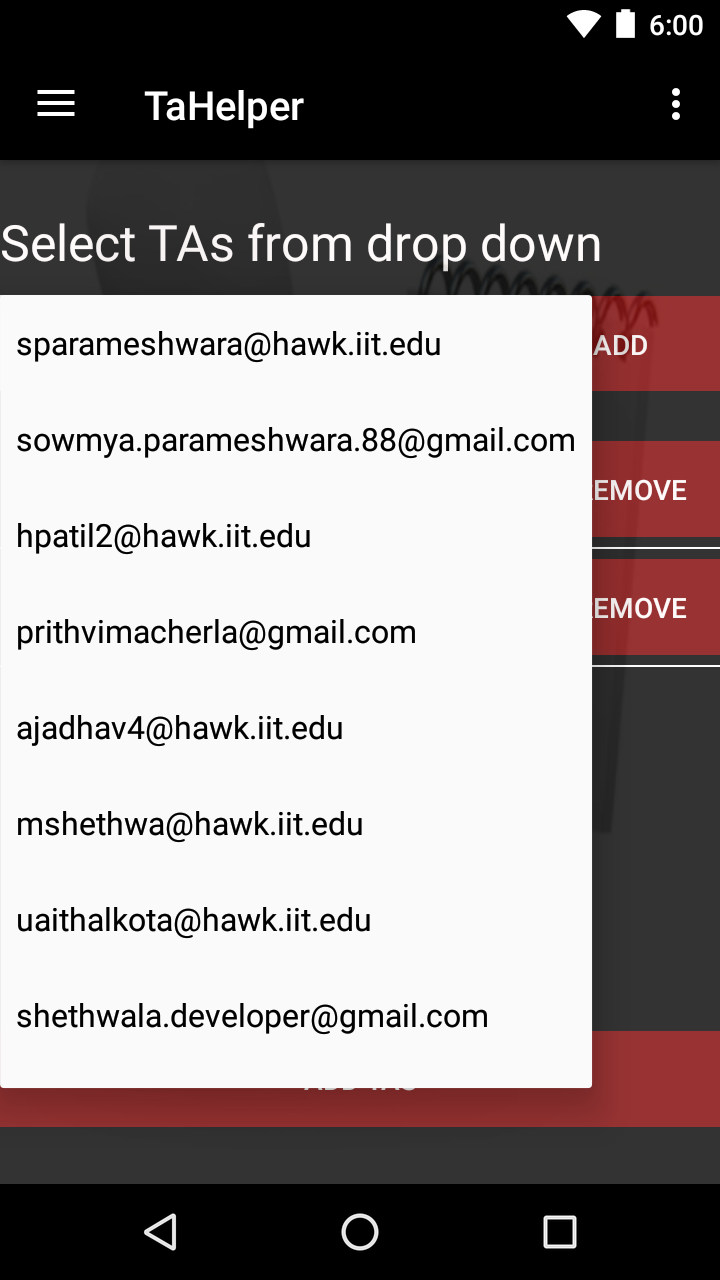 6:00
TaHelper
Select TAs from drop down
sparameshwara@hawk.iit.edu
ADD
sowmya.parameshwara.88@gmail.com
EMOVE
hpatil2@hawk.iit.edu
prithvimacherla@gmail.com
EMOVE
ajadhav4@hawk.iit.edu
mshethwa@hawk.iit.edu
uaithalkota@hawk.iit.edu
shethwala.developer@gmail.com